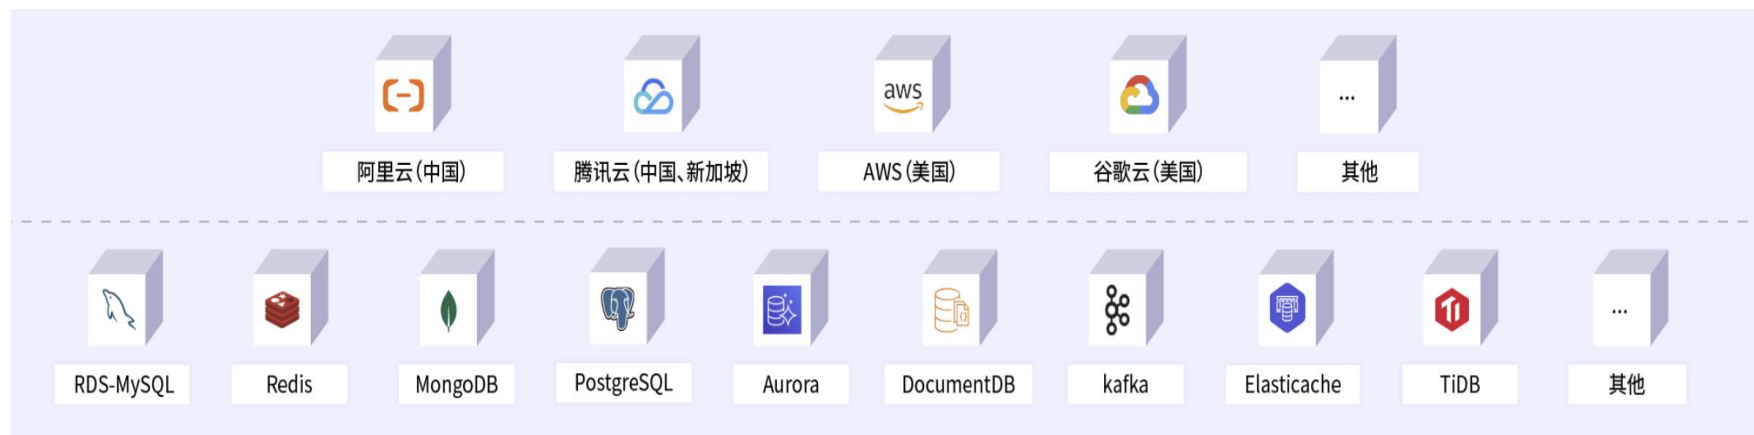 aws
...
阿里云(中国)
腾讯云(中国、新加坡)
AWS(美国)
谷歌云(美国)
其他
...
RDS-MySQL
Redis
MongoDB
PostgreSQL
Aurora
DocumentDB
kafka
Elasticache
TiDB
其他